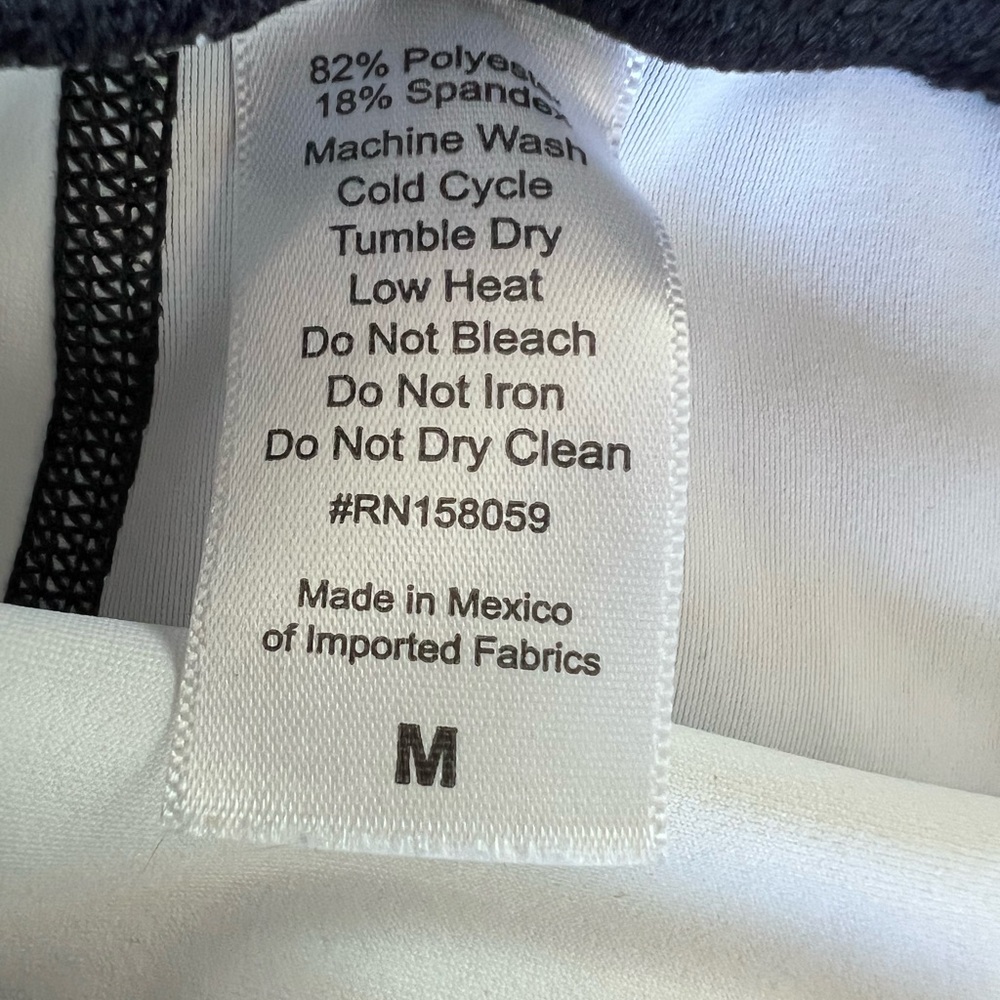 82% Polyester
18% Spandex
Machine Wash
Cold Cycle
Tumble Dry
Low Heat
Do Not Bleach
Do Not Iron
Do Not Dry Clean
#RN158059
Made in Mexico
of Imported Fabrics
M